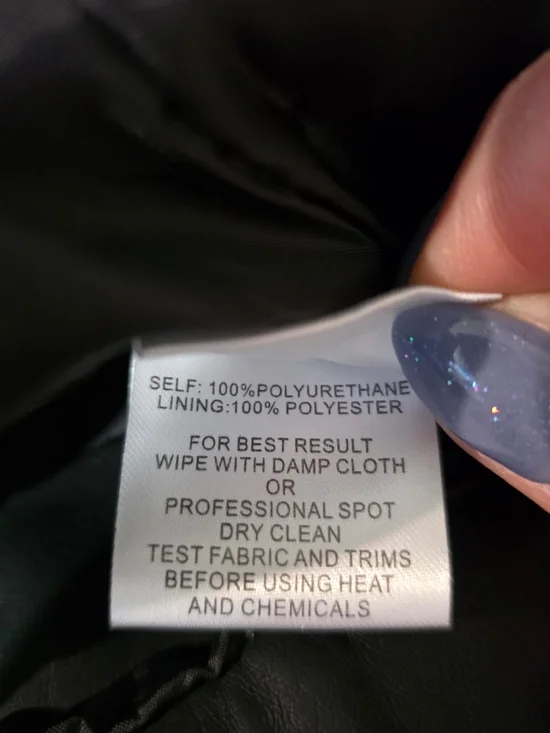 SELF: 100%POLYURETHANE
LINING:100% POLYESTER
FOR BEST RESULT
WIPE WITH DAMP CLOTH
OR
PROFESSIONAL SPOT
DRY CLEAN
TEST FABRIC AND TRIMS
BEFORE USING HEAT
AND CHEMICALS